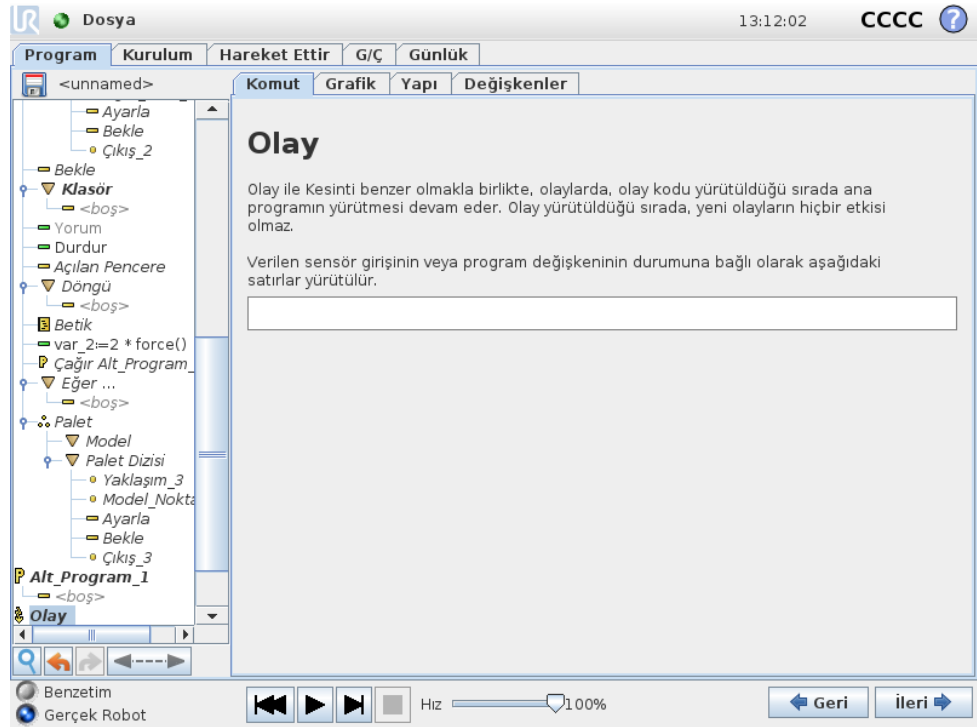 UR Dosya 13:12:02 CCCC ?
Program Kurulum Hareket Ettir G/Ç Günlük
<unnamed>
Komut Grafik Yapı Değişkenler
Ayarla
Bekle
Çıkış_2
Bekle
Klasör
<boş>
Yorum
Durdur
Açılan Pencere
Döngü
<boş>
Betik
var_2:=2 * force()
Çağır Alt_Program_
Eğer ...
<boş>
Palet
Model
Palet Dizisi
Yaklaşım_3
Model_Nokta
Ayarla
Bekle
Çıkış_3
Alt_Program_1
<boş>
Olay
Olay
Olay ile Kesinti benzer olmakla birlikte, olaylarda, olay kodu yürütüldüğü sırada ana
programın yürütmesi devam eder. Olay yürütüldüğü sırada, yeni olayların hiçbir etkisi
olmaz.
Verilen sensör girişinin veya program değişkeninin durumuna bağlı olarak aşağıdaki
satırlar yürütülür.
Benzetim
Gerçek Robot
Hız 100%
Geri İleri